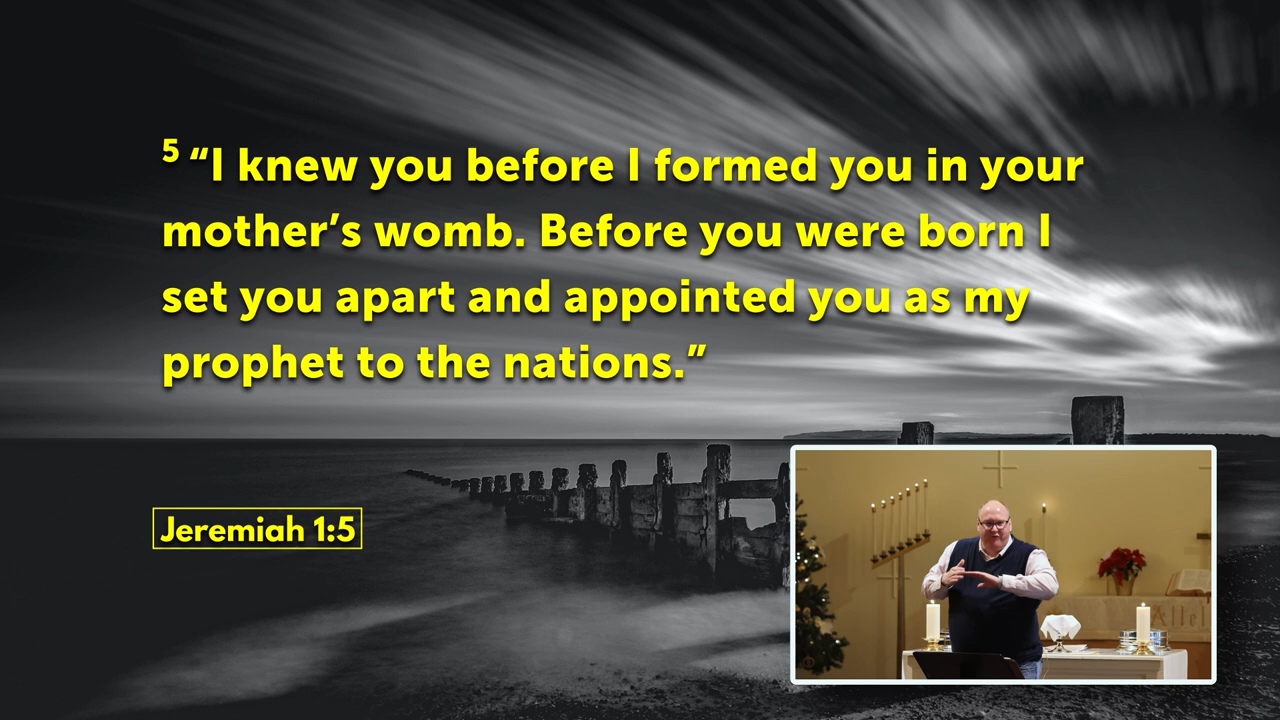 5 “I knew you before I formed you in your
mother’s womb. Before you were born I
set you apart and appointed you as my
prophet to the nations.”
Jeremiah 1:5
Allel